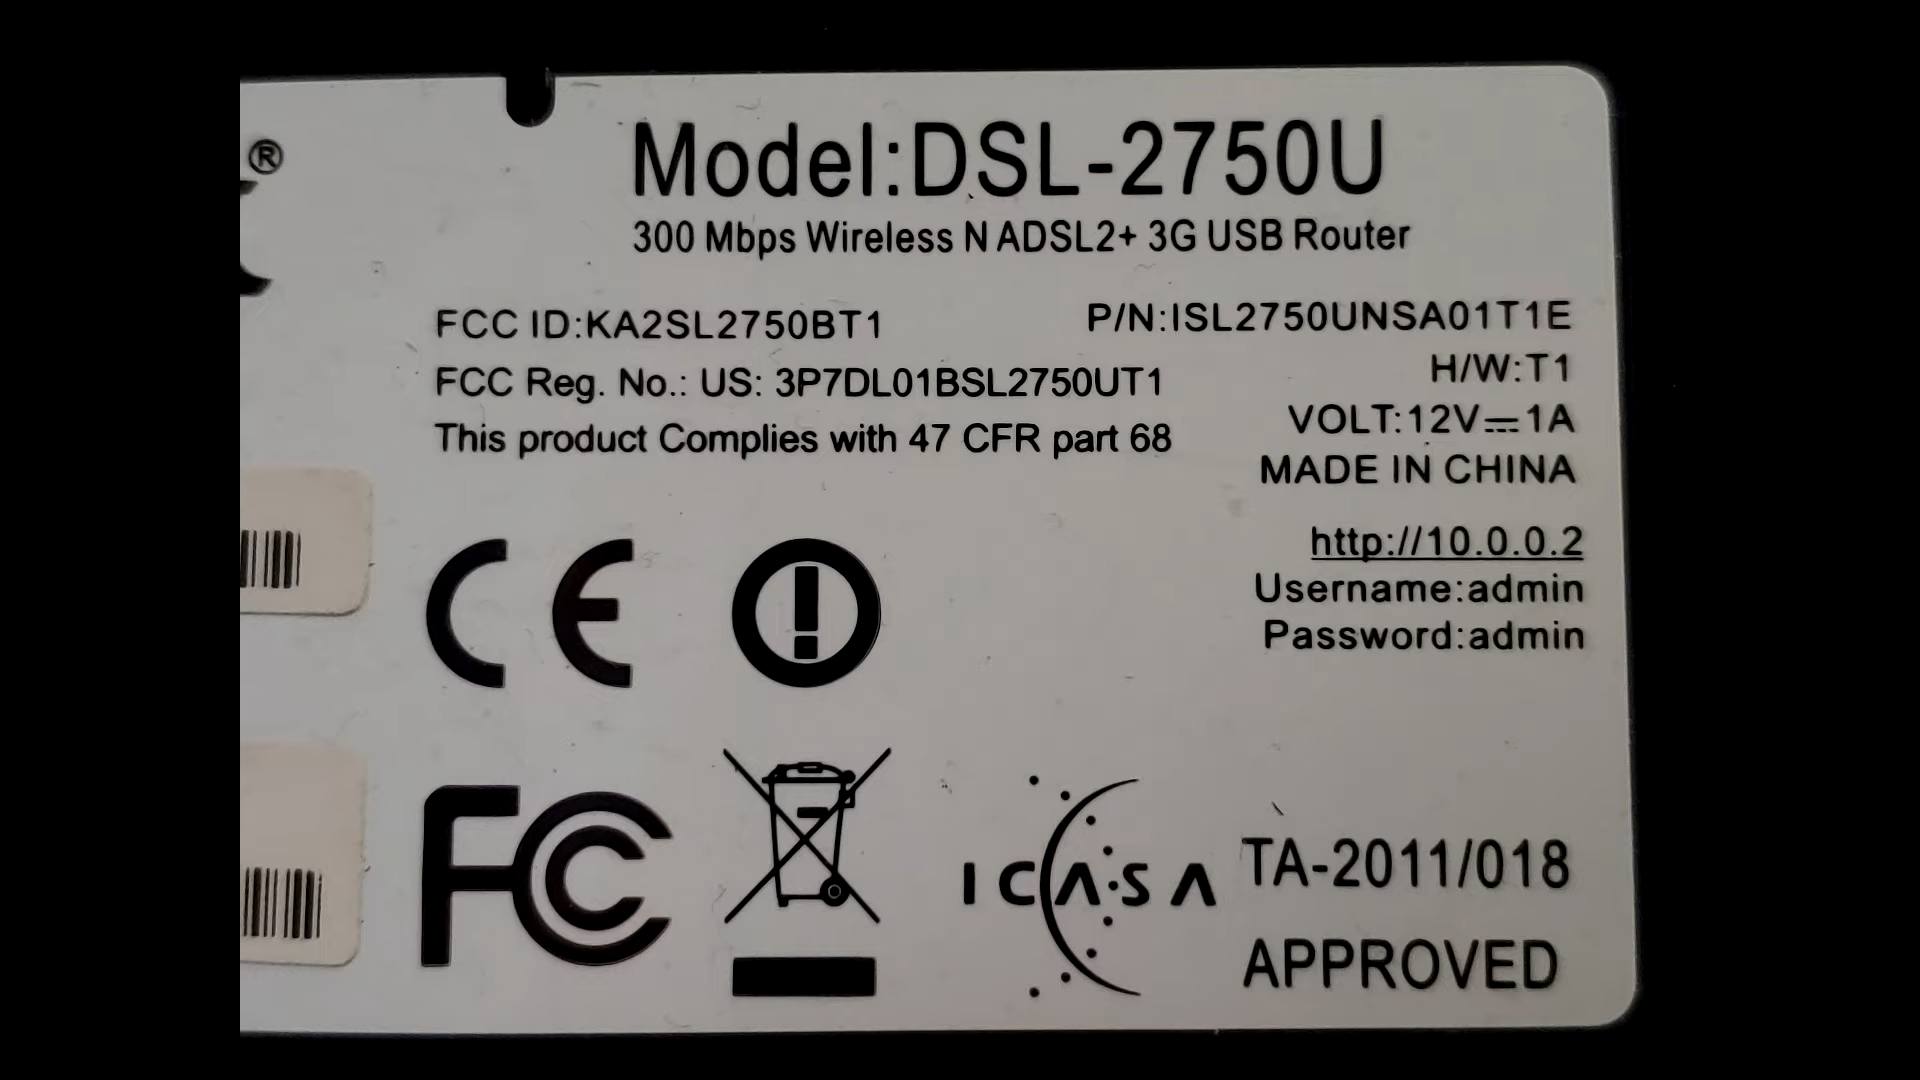 ®
Model:DSL-2750U
300 Mbps Wireless N ADSL2+ 3G USB Router
FCC ID:KA2SL2750BT1
P/N:ISL2750UNSA01T1E
FCC Reg. No.: US: 3P7DL01BSL2750UT1
H/W:T1
This product Complies with 47 CFR part 68
VOLT:12V⎓1A
MADE IN CHINA
http://10.0.0.2
Username:admin
Password:admin
CE
FC
ICASA
TA-2011/018
APPROVED